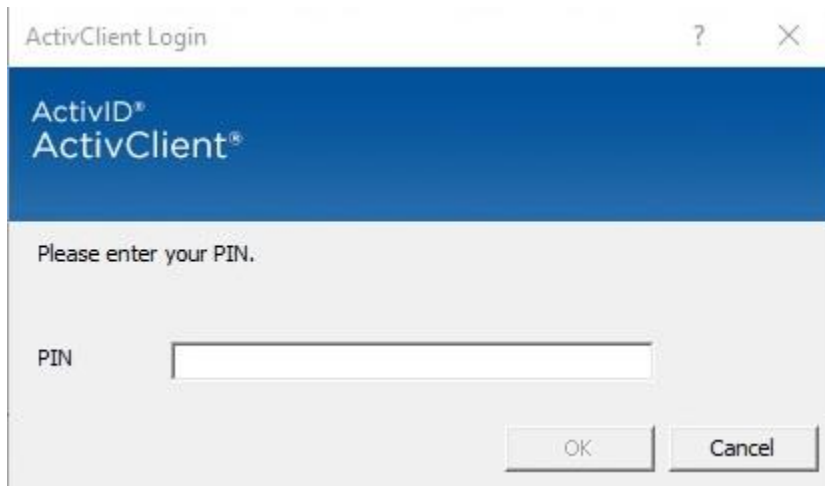 ActivClient Login ? ×
ActivID®
ActivClient®
Please enter your PIN.
PIN
OK Cancel